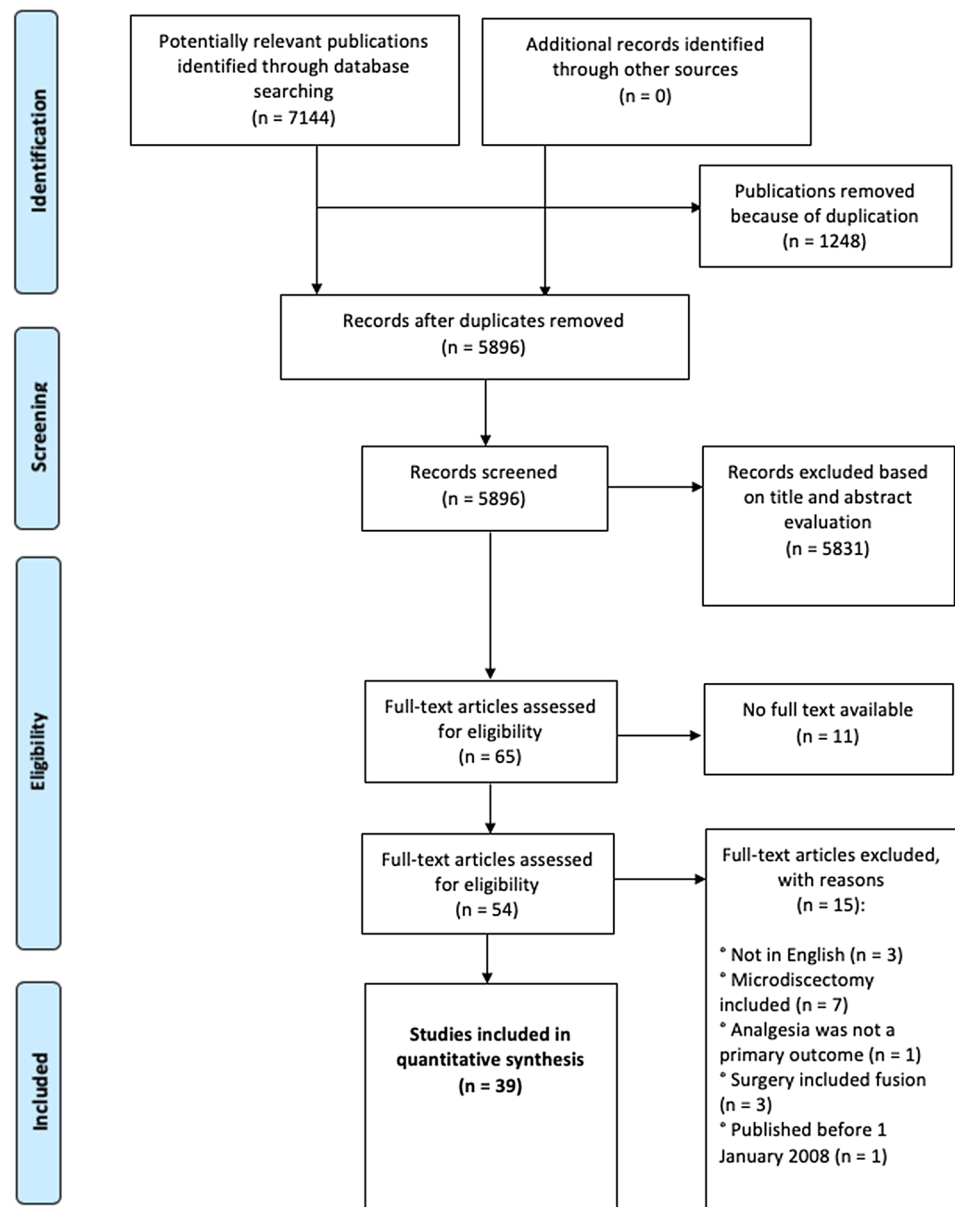 Identification
Potentially relevant publications
identified through database
searching
(n = 7144)
Additional records identified
through other sources
(n = 0)
Publications removed
because of duplication
(n = 1248)
Records after duplicates removed
(n = 5896)
Screening
Records screened
(n = 5896)
Records excluded based
on title and abstract
evaluation
(n = 5831)
Eligibility
Full-text articles assessed
for eligibility
(n = 65)
No full text available
(n = 11)
Full-text articles assessed
for eligibility
(n = 54)
Full-text articles excluded,
with reasons
(n = 15):
° Not in English (n = 3)
° Microdiscectomy
included (n = 7)
° Analgesia was not a
primary outcome (n = 1)
° Surgery included fusion
(n = 3)
° Published before 1
January 2008 (n = 1)
Included
Studies included in
quantitative synthesis
(n = 39)